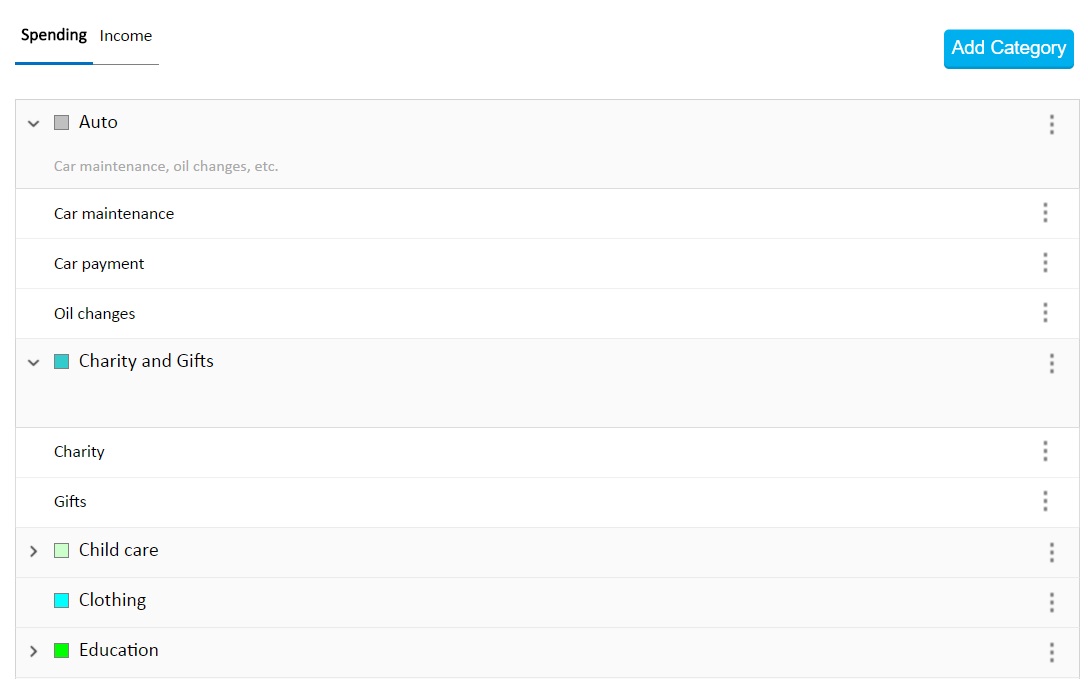 Spending Income
Add Category
Auto
Car maintenance, oil changes, etc.
Car maintenance
Car payment
Oil changes
Charity and Gifts
Charity
Gifts
Child care
Clothing
Education